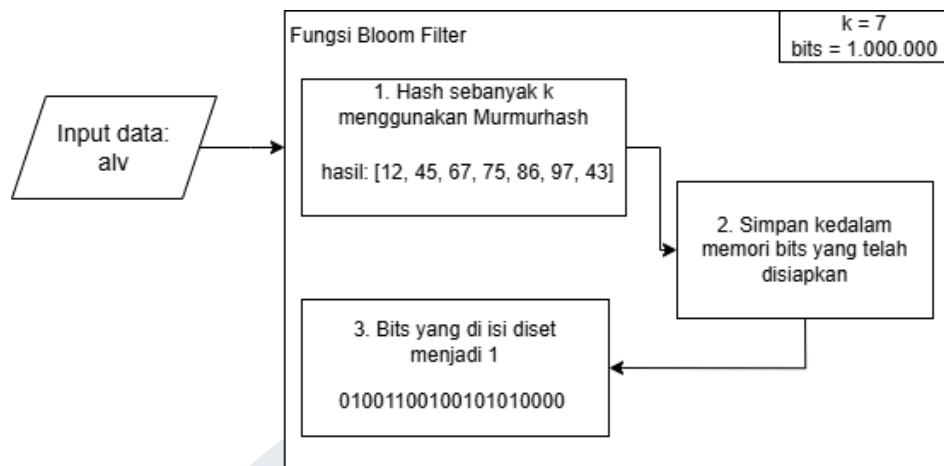 Fungsi Bloom Filter
k = 7
bits = 1.000.000
Input data:
alv
1. Hash sebanyak k
menggunakan Murmurhash
hasil: [12, 45, 67, 75, 86, 97, 43]
2. Simpan kedalam
memori bits yang telah
disiapkan
3. Bits yang di isi diset
menjadi 1
01001100100101010000